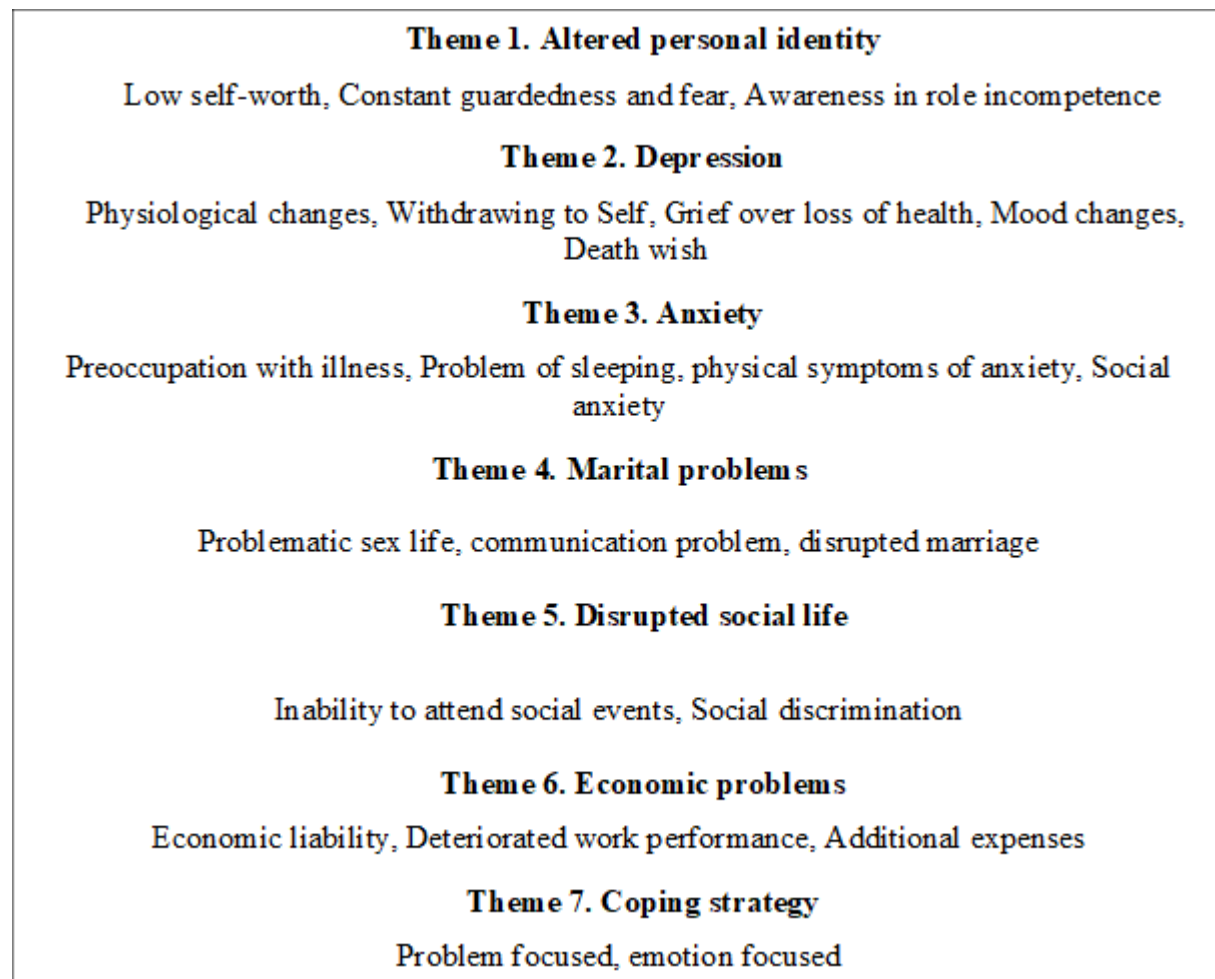 Theme 1. Altered personal identity
Low self-worth, Constant guardedness and fear, Awareness in role incompetence
Theme 2. Depression
Physiological changes, Withdrawing to Self, Grief over loss of health, Mood changes,
Death wish
Theme 3. Anxiety
Preoccupation with illness, Problem of sleeping, physical symptoms of anxiety, Social
anxiety
Theme 4. Marital problems
Problematic sex life, communication problem, disrupted marriage
Theme 5. Disrupted social life
Inability to attend social events, Social discrimination
Theme 6. Economic problems
Economic liability, Deteriorated work performance, Additional expenses
Theme 7. Coping strategy
Problem focused, emotion focused